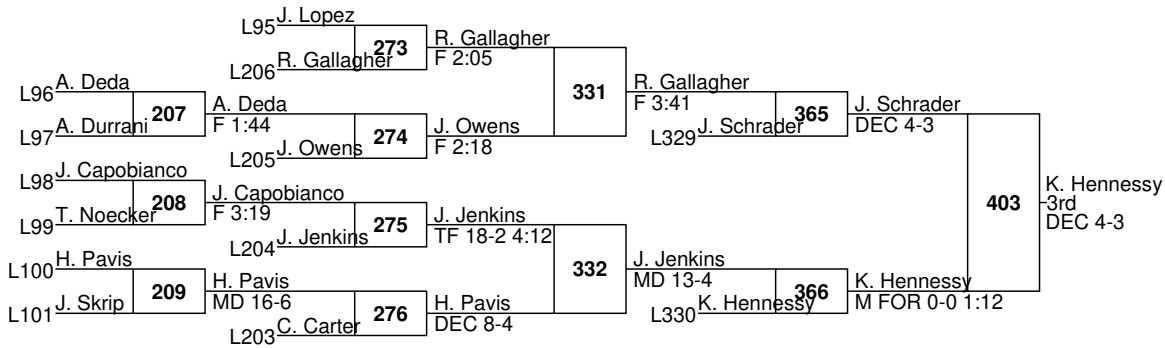 L95 J. Lopez
273 R. Gallagher
F 2:05
L206 R. Gallagher
L96 A. Deda
331 R. Gallagher
F 3:41
207 A. Deda
F 1:44
365 J. Schrader
DEC 4-3
L97 A. Durrani
274 J. Owens
F 2:18
L329 J. Schrader
L205 J. Owens
L98 J. Capobianco
208 J. Capobianco
F 3:19
403 K. Hennessy
3rd
DEC 4-3
L99 T. Noecker
275 J. Jenkins
TF 18-2 4:12
L204 J. Jenkins
L100 H. Pavis
332 J. Jenkins
MD 13-4
209 H. Pavis
MD 16-6
366 K. Hennessy
M FOR 0-0 1:12
L101 J. Skrip
276 H. Pavis
DEC 8-4
L330 K. Hennessy
L203 C. Carter